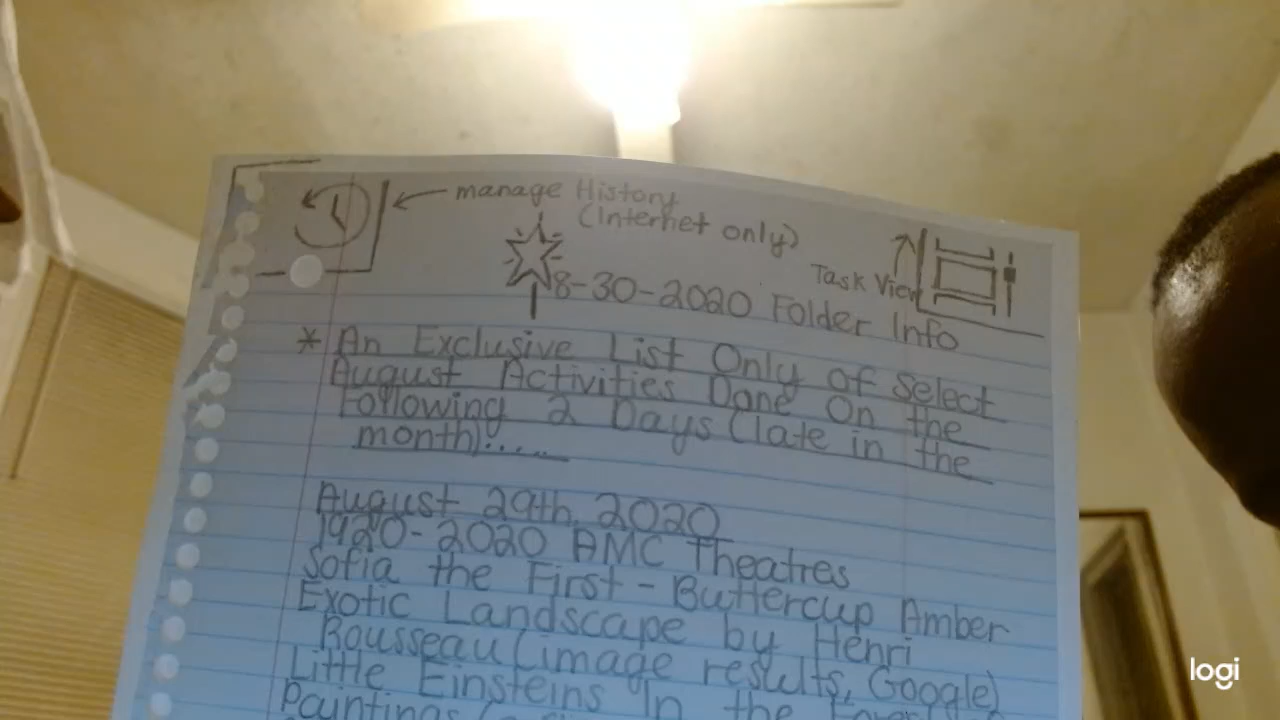 manage History
(Internet only)
Task View
8-30-2020 Folder Info
* An Exclusive List Only of select
August Activities Done On the
Following 2 Days (late in the
month):.....
August 29th, 2020
1920-2020 AMC Theatres
Sofia the First - Buttercup Amber
Exotic Landscape by Henri
Rousseau (image results, Google)
Little Einsteins In the
Paintings
logi